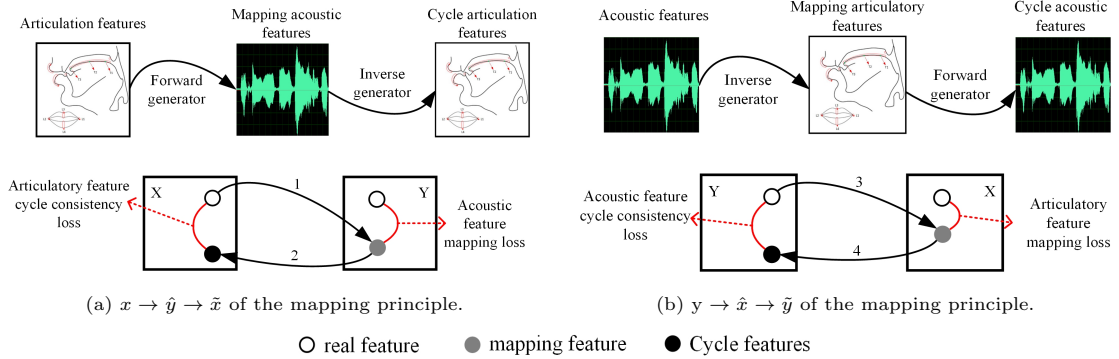 Articulation features
Mapping acoustic
features
Cycle articulation
features
Forward
generator
Inverse
generator
Articulatory feature
cycle consistency
loss
X
1
2
Y
Acoustic
feature
mapping loss
(a) x → ŷ → x̃ of the mapping principle.
Acoustic features
Mapping articulatory
features
Cycle acoustic
features
Inverse
generator
Forward
generator
Acoustic feature
cycle consistency
loss
Y
3
4
X
Articulatory
feature
mapping loss
(b) y → x̂ → ỹ of the mapping principle.
real feature
mapping feature
Cycle features